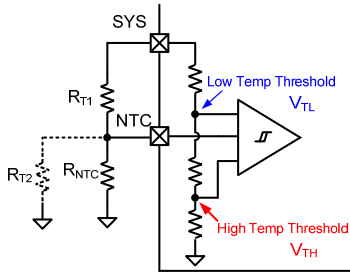 SYS
Low Temp Threshold
VTL
RT1
NTC
RT2
RNTC
High Temp Threshold
VTH